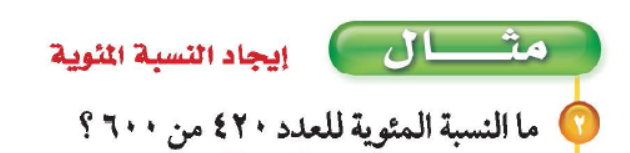 مثـــال إيجاد النسبة المئوية
٢ ما النسبة المئوية للعدد ٤٢٠ من ٦٠٠ ؟